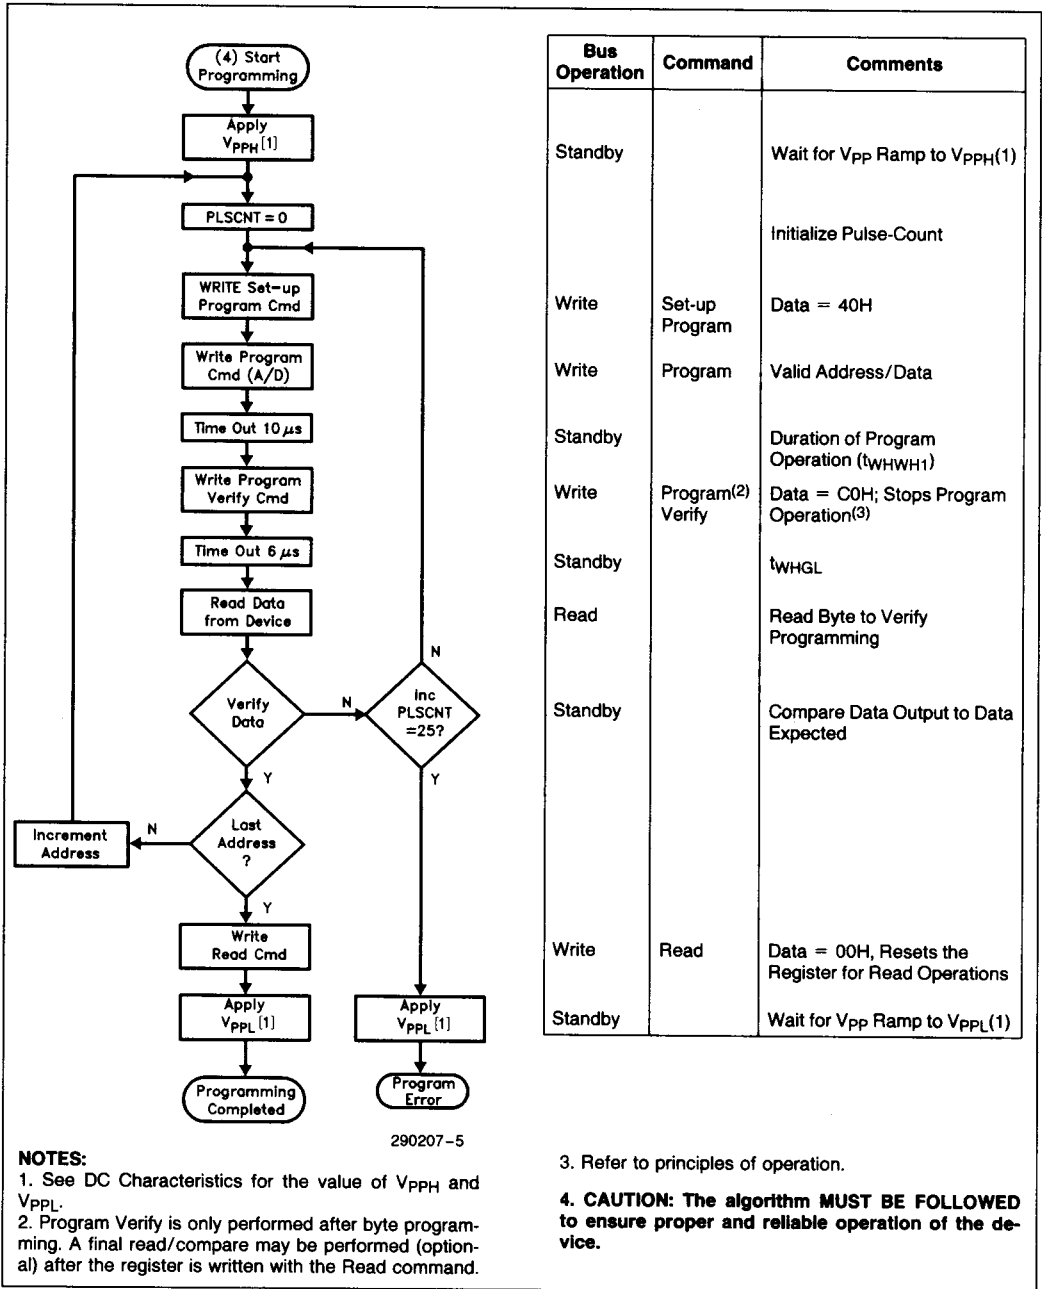 (4) Start
Programming
Apply
VPPH[1]
PLSCNT = 0
WRITE Set-up
Program Cmd
Write Program
Cmd (A/D)
Time Out 10 μs
Write Program
Verify Cmd
Time Out 6 μs
Read Data
from Device
Verify
Data
N
inc
PLSCNT
=25?
N
Y
Y
Last
Address
?
N
Increment
Address
Y
Write
Read Cmd
Apply
VPPL[1]
Programming
Completed
Apply
VPPL[1]
Program
Error
290207–5
Bus
Operation
Command
Comments
Standby
Wait for VPP Ramp to VPPH(1)
Initialize Pulse-Count
Write
Set-up
Program
Data = 40H
Write
Program
Valid Address/Data
Standby
Duration of Program
Operation (tWHWH1)
Write
Program(2)
Verify
Data = C0H; Stops Program
Operation(3)
Standby
tWHGL
Read
Read Byte to Verify
Programming
Standby
Compare Data Output to Data
Expected
Write
Read
Data = 00H, Resets the
Register for Read Operations
Standby
Wait for VPP Ramp to VPPL(1)
NOTES:
1. See DC Characteristics for the value of VPPH and
VPPL.
2. Program Verify is only performed after byte program-
ming. A final read/compare may be performed (option-
al) after the register is written with the Read command.
3. Refer to principles of operation.
4. CAUTION: The algorithm MUST BE FOLLOWED
to ensure proper and reliable operation of the de-
vice.